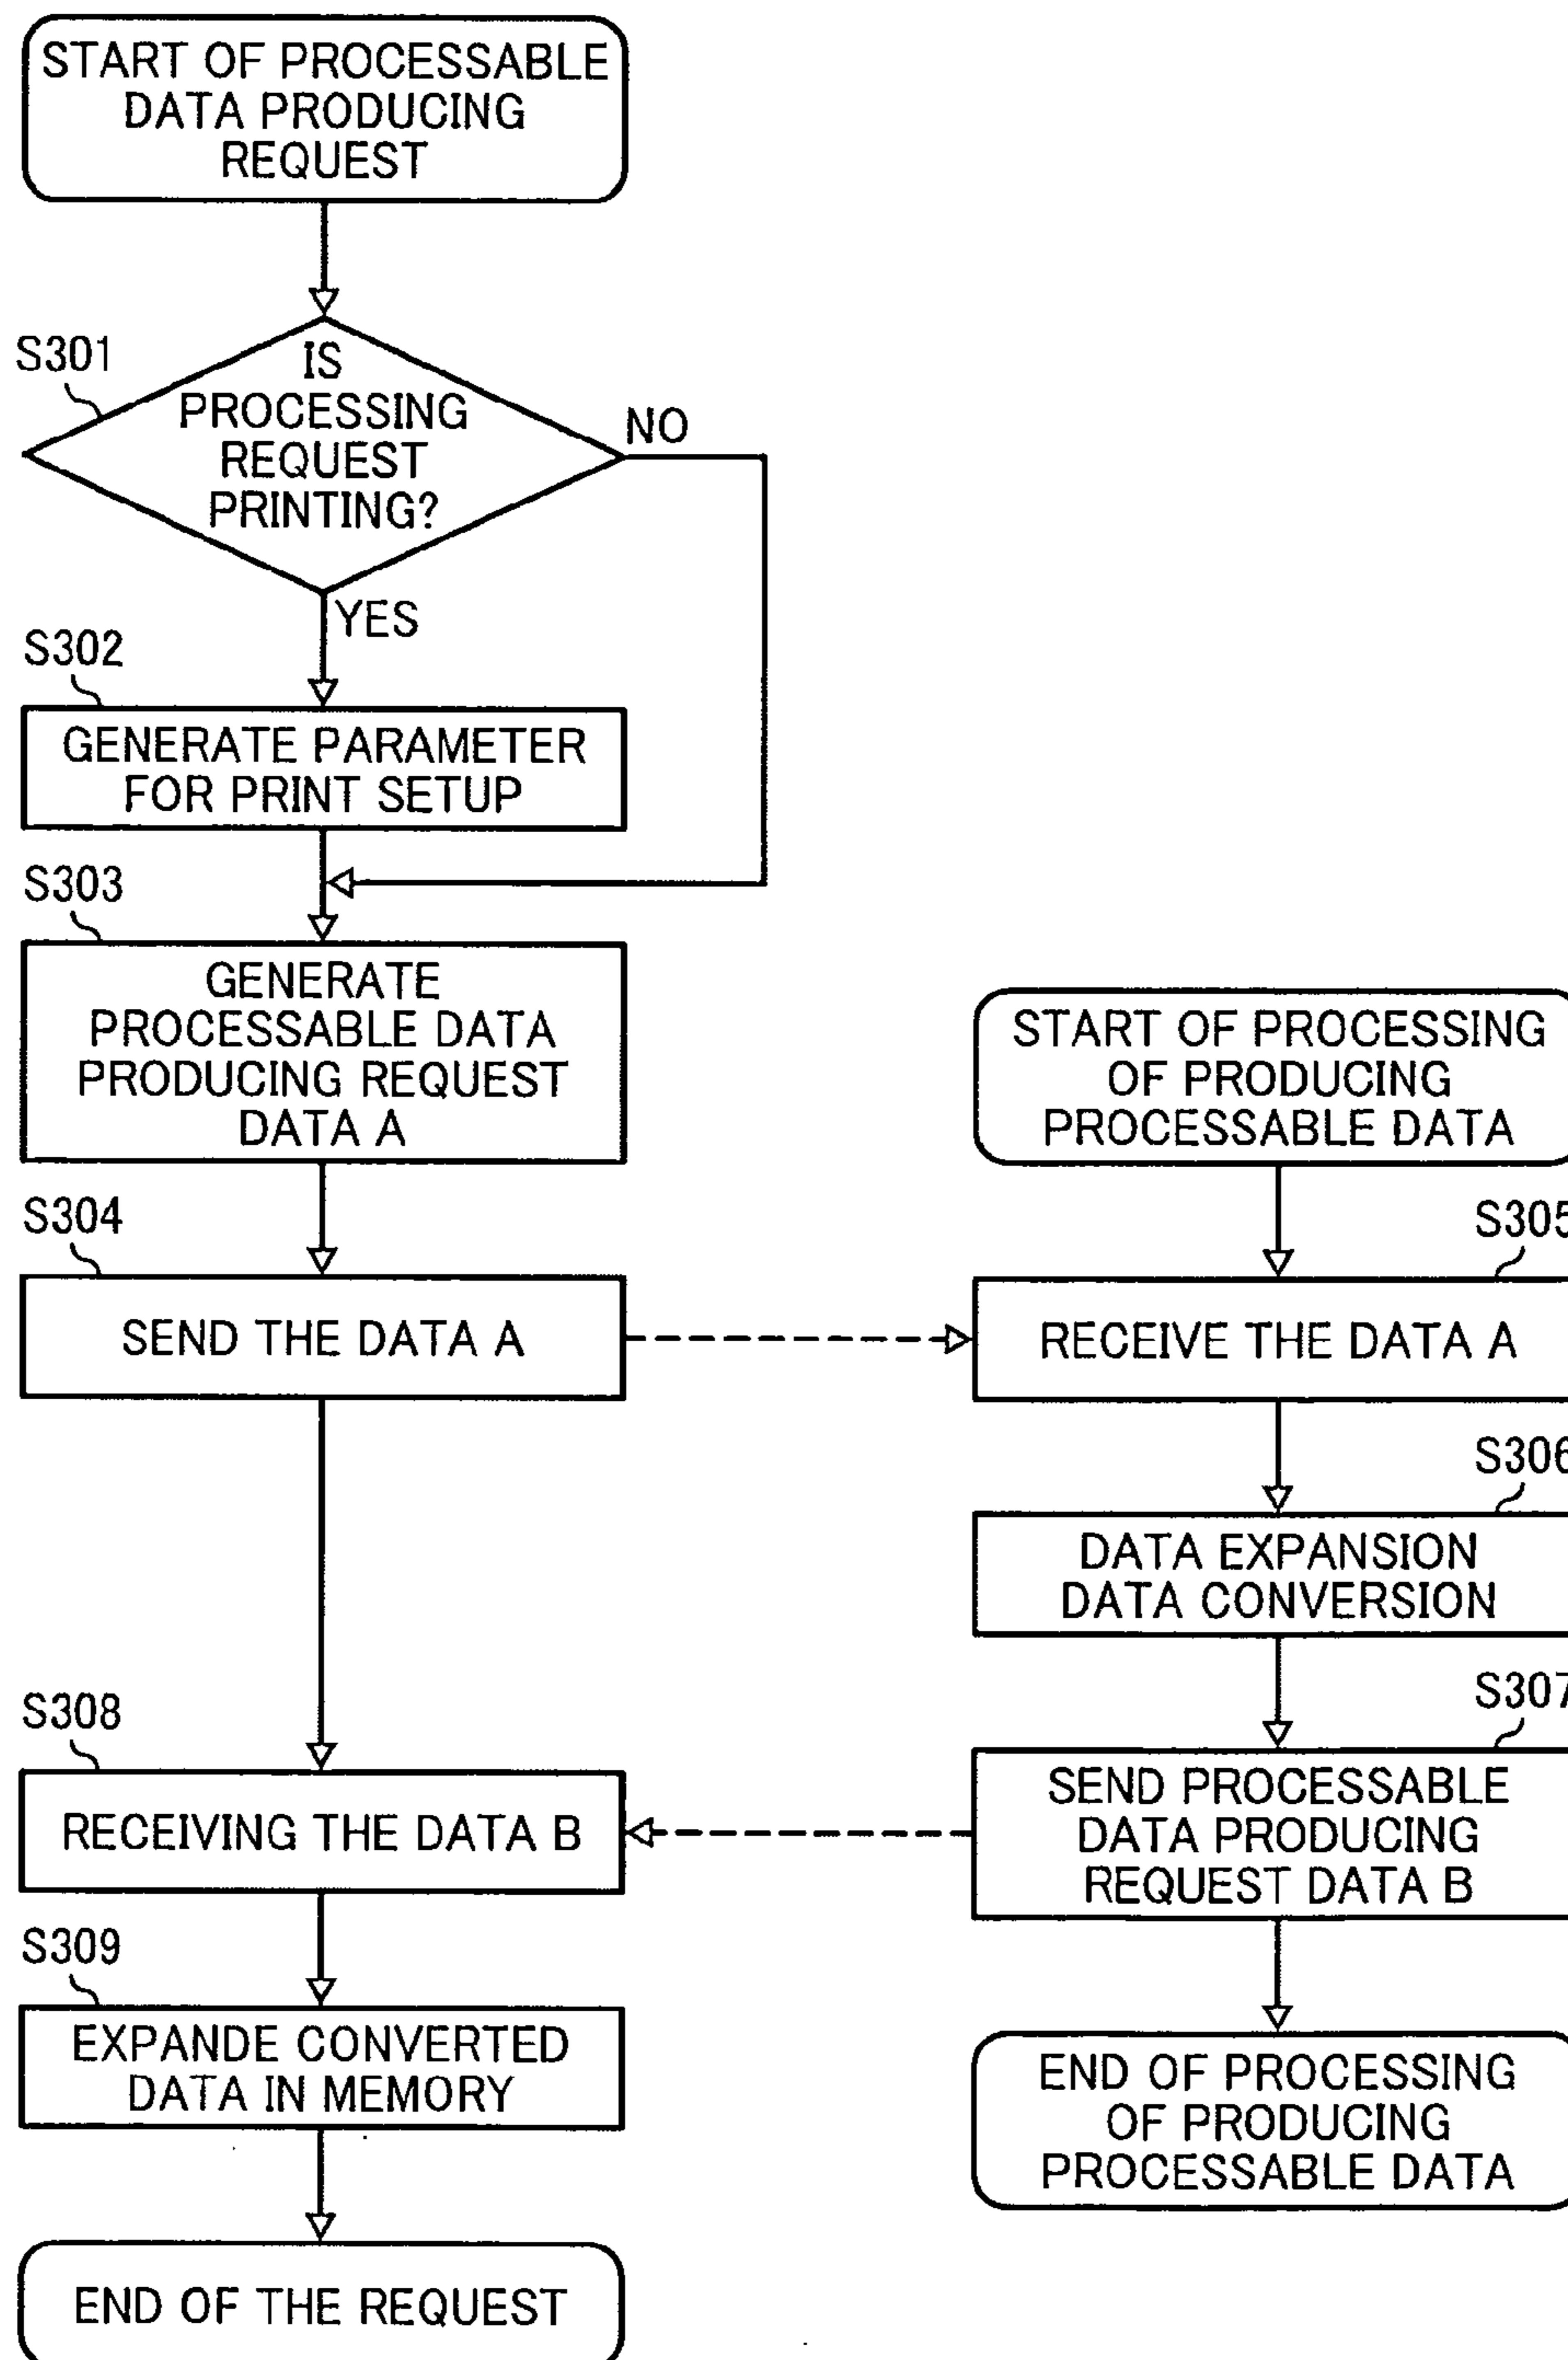 START OF PROCESSABLE
DATA PRODUCING
REQUEST
S301
IS
PROCESSING
REQUEST
PRINTING?
NO
YES
S302
GENERATE PARAMETER
FOR PRINT SETUP
S303
GENERATE
PROCESSABLE DATA
PRODUCING REQUEST
DATA A
S304
SEND THE DATA A
S308
RECEIVING THE DATA B
S309
EXPANDE CONVERTED
DATA IN MEMORY
END OF THE REQUEST
START OF PROCESSING
OF PRODUCING
PROCESSABLE DATA
S305
RECEIVE THE DATA A
S306
DATA EXPANSION
DATA CONVERSION
S307
SEND PROCESSABLE
DATA PRODUCING
REQUEST DATA B
END OF PROCESSING
OF PRODUCING
PROCESSABLE DATA